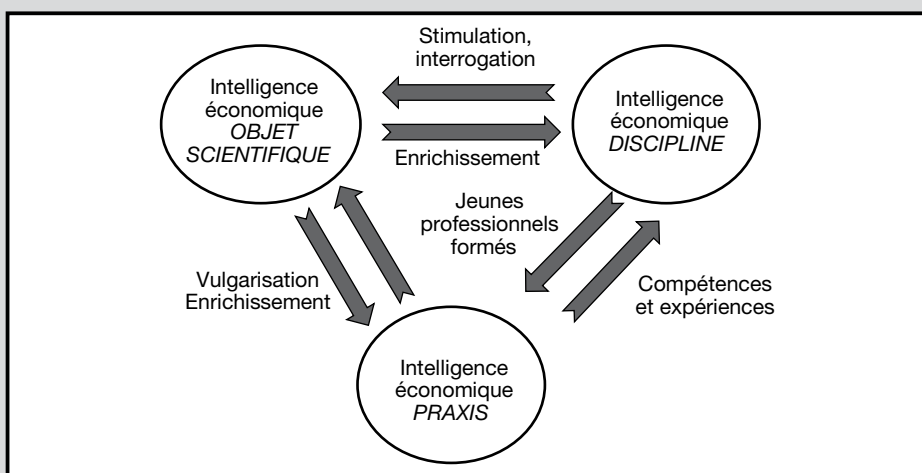 Stimulation,
interrogation
Intelligence
économique
OBJET
SCIENTIFIQUE
Intelligence
économique
DISCIPLINE
Enrichissement
Jeunes
professionnels
formés
Vulgarisation
Enrichissement
Compétences
et expériences
Intelligence
économique
PRAXIS